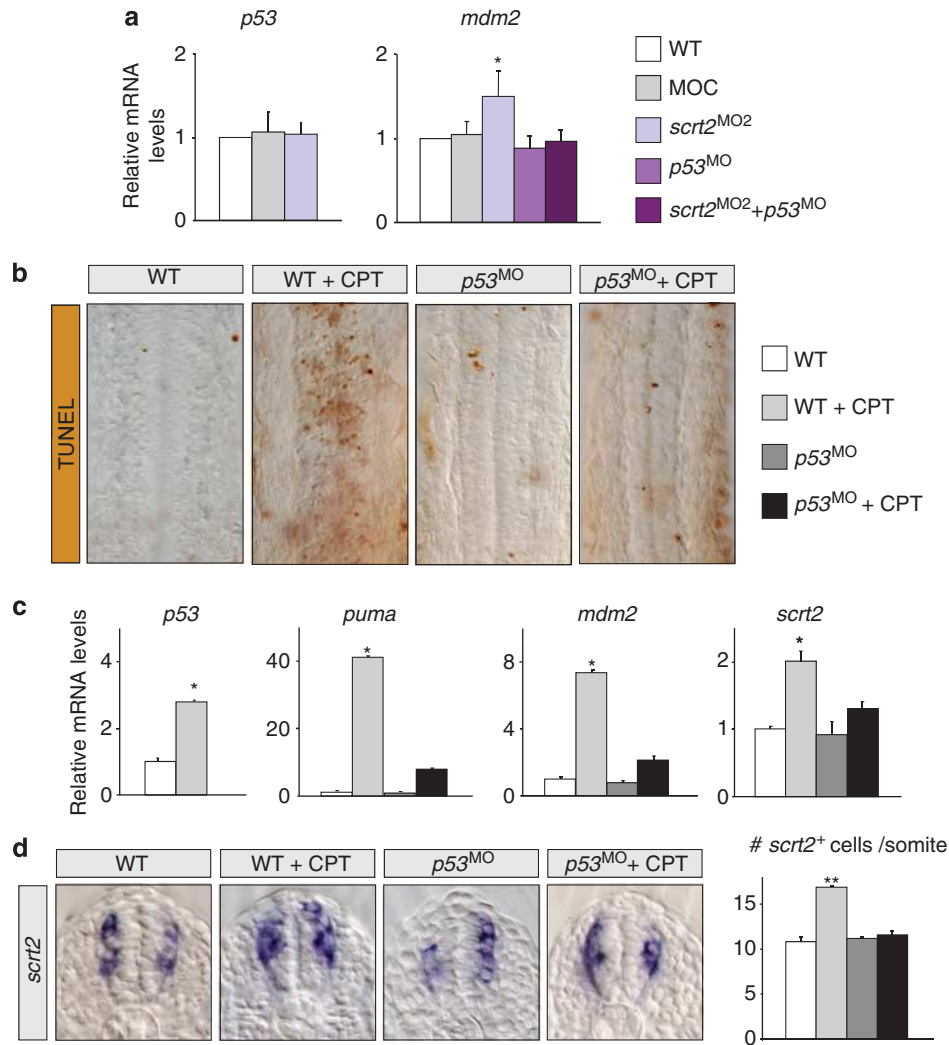 a
p53
mdm2
Relative mRNA
levels
2
1
0
2
1
0
*
WT
MOC
scrt2MO2
p53MO
scrt2MO2+p53MO
b
WT
WT + CPT
p53MO
p53MO+ CPT
TUNEL
WT
WT + CPT
p53MO
p53MO + CPT
c
p53
puma
mdm2
scrt2
Relative mRNA levels
4
2
0
*
40
20
0
*
8
4
0
*
2
1
0
*
d
WT
WT + CPT
p53MO
p53MO+ CPT
scrt2
# scrt2+ cells /somite
15
10
5
0
**